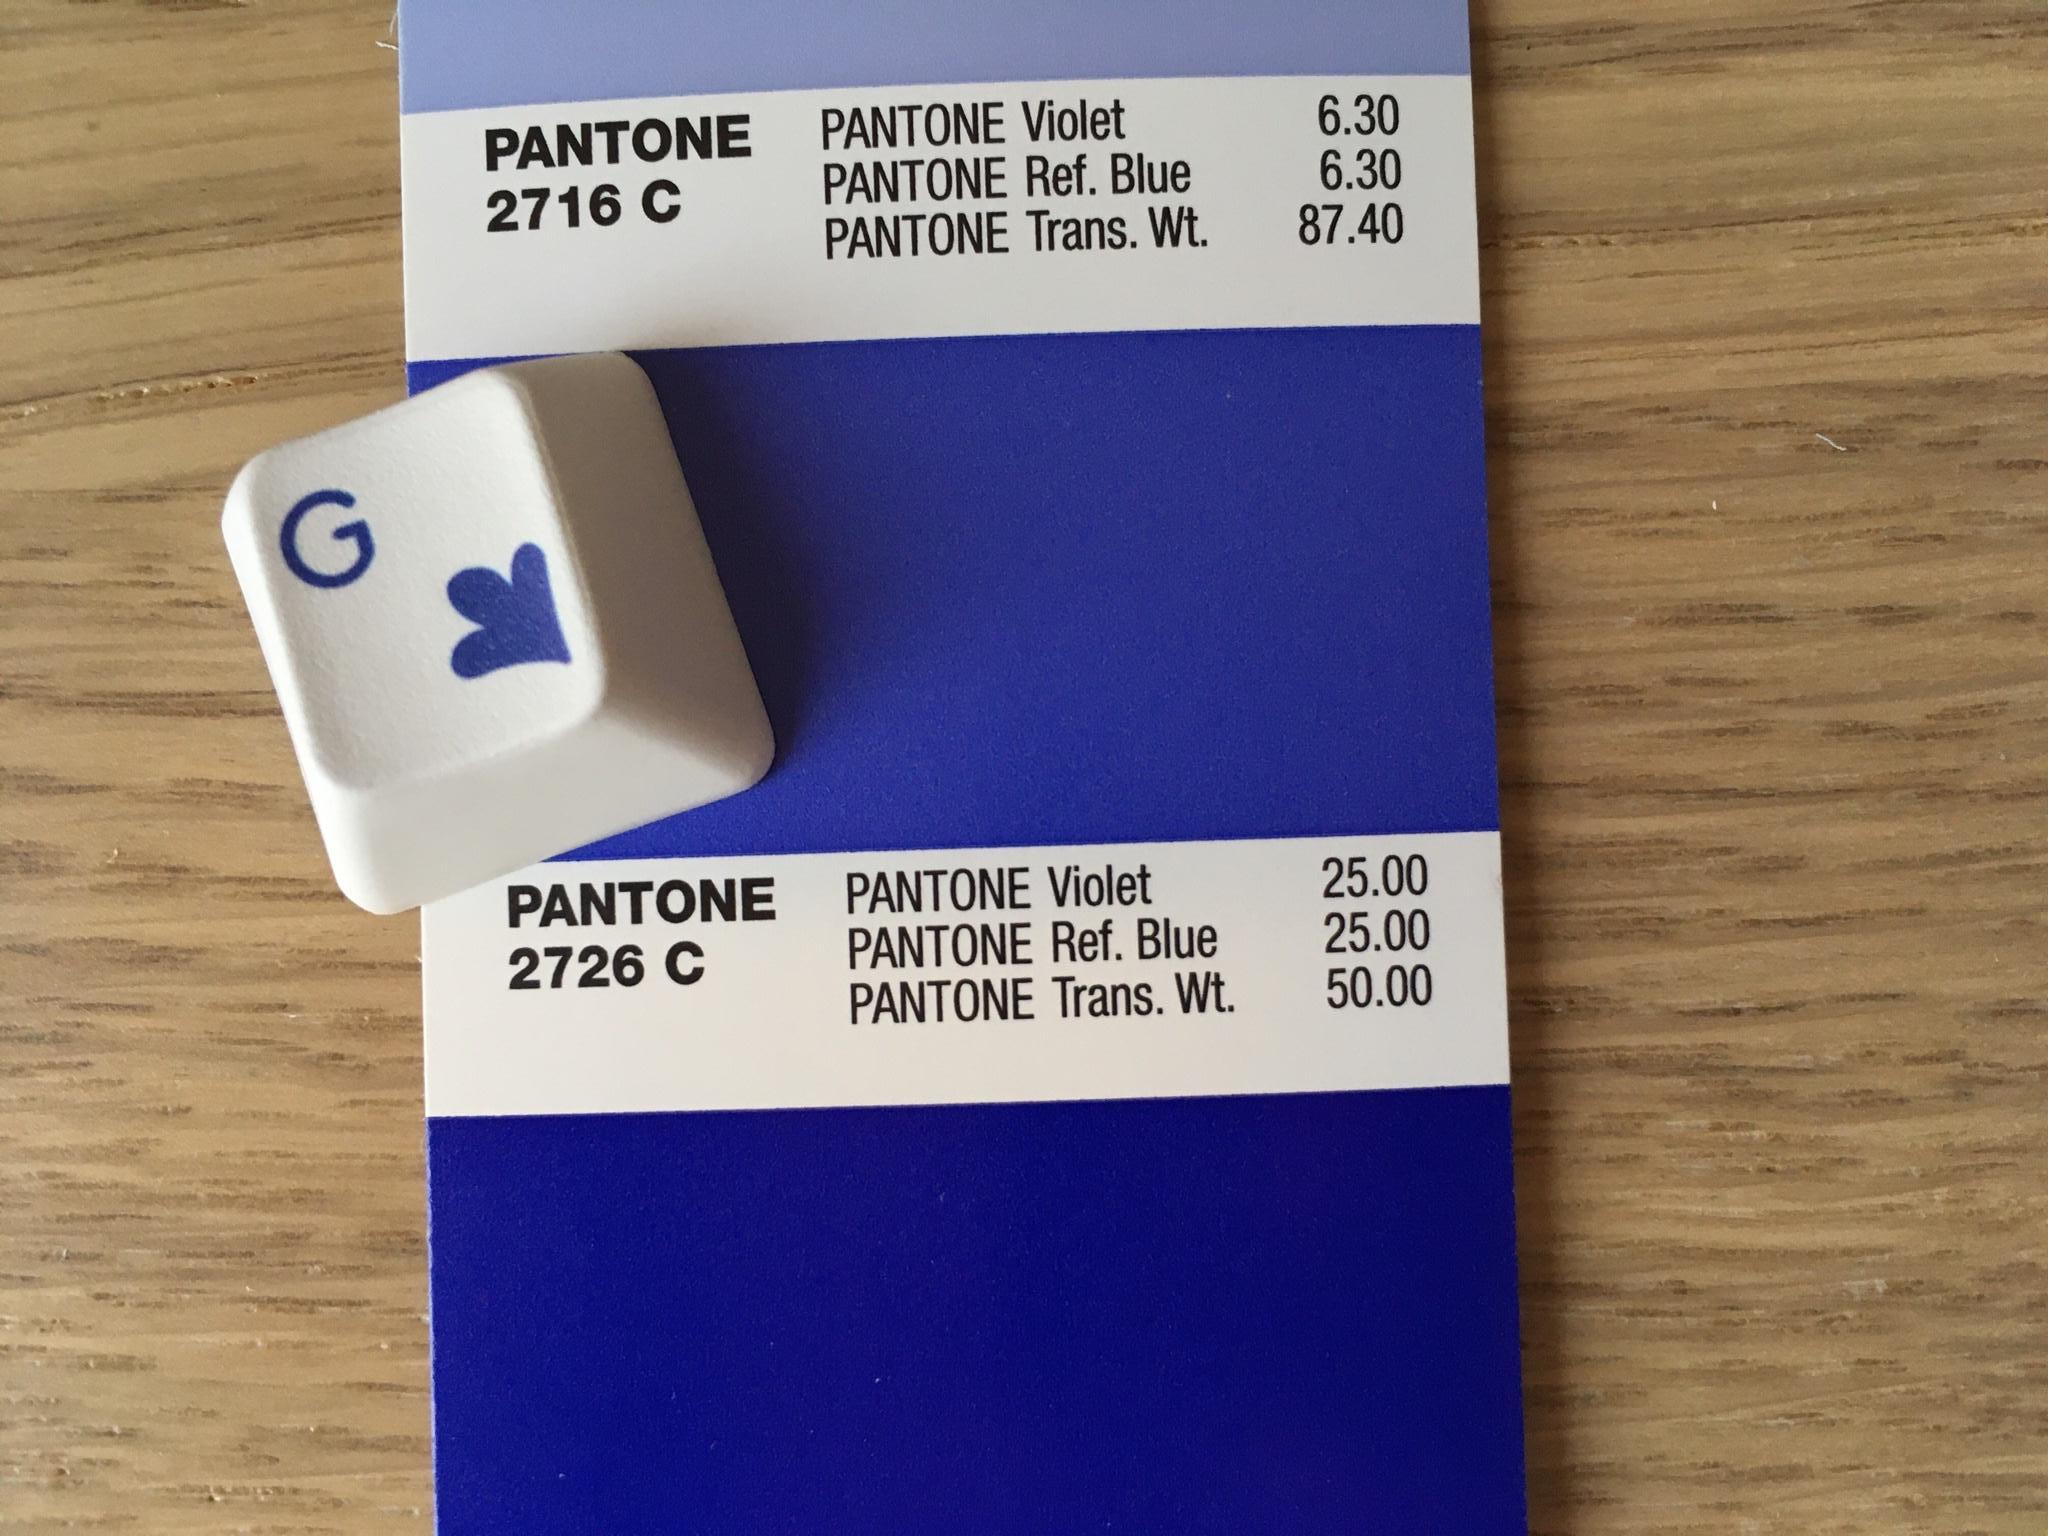 PANTONE
2716 C
PANTONE Violet 6.30
PANTONE Ref. Blue 6.30
PANTONE Trans. Wt. 87.40
G
PANTONE
2726 C
PANTONE Violet 25.00
PANTONE Ref. Blue 25.00
PANTONE Trans. Wt. 50.00